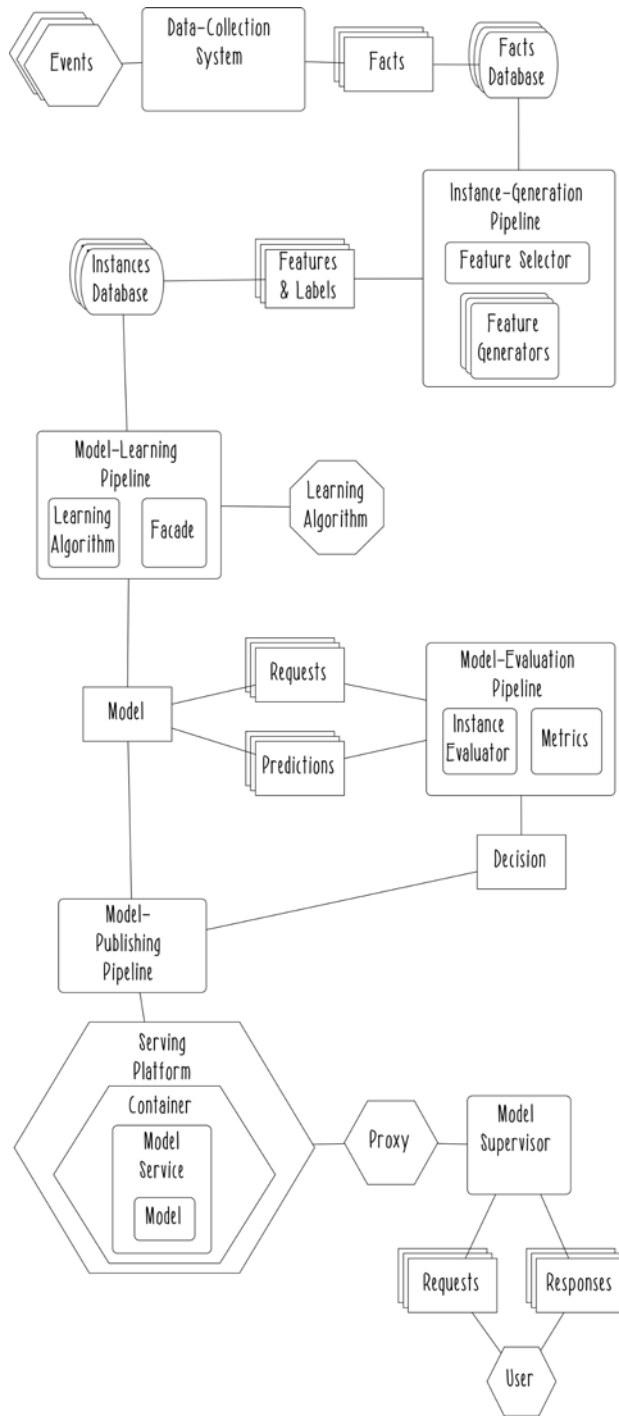 Events
Data-Collection
System
Facts
Facts
Database
Instance-Generation
Pipeline
Feature Selector
Feature
Generators
Instances
Database
Features
& Labels
Model-Learning
Pipeline
Learning
Algorithm
Facade
Learning
Algorithm
Model
Requests
Predictions
Model-Evaluation
Pipeline
Instance
Evaluator
Metrics
Decision
Model-
Publishing
Pipeline
Serving
Platform
Container
Model
Service
Model
Proxy
Model
Supervisor
Requests
Responses
User